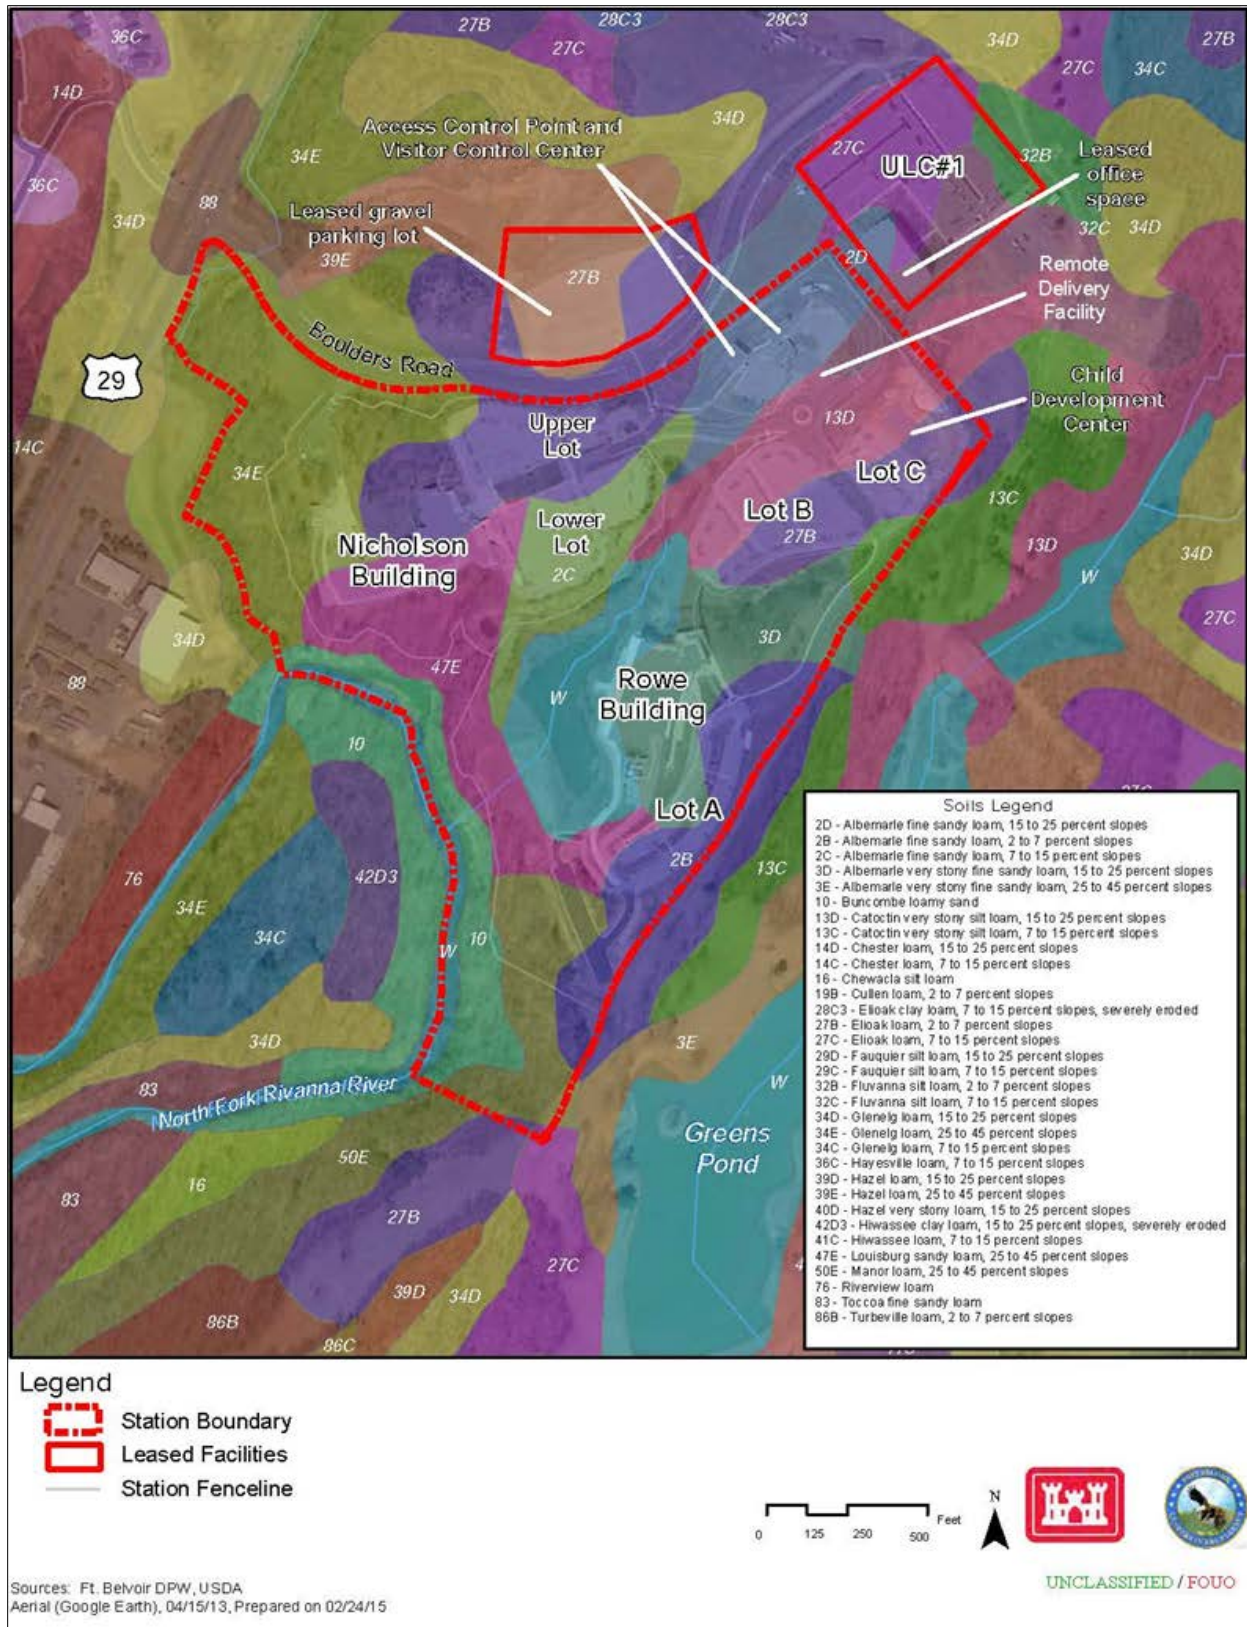 27B
28C3
28C3
36C
27C
34D
27B
27C
34C
14D
34D
Access Control Point and
Visitor Control Center
34E
27C
ULC#1
32B
Leased
office
space
36C
88
34D
Leased gravel
parking lot
32C
34D
39E
2D
27B
Remote
Delivery
Facility
Boulders Road
29
Child
Development
Center
Upper
Lot
13D
14C
34E
Lot C
13C
Lot B
27B
Lower
Lot
Nicholson
Building
2C
13D
34D
W
34D
3D
27C
47E
88
Rowe
Building
W
10
Lot A
2B
13C
76
42D3
34E
34C
10
W
34D
3E
83
North Fork Rivanna River
W
Greens
Pond
50E
16
83
27B
27C
39D
34D
86B
86C
Soils Legend
2D - Albemarle fine sandy loam, 15 to 25 percent slopes
2B - Albemarle fine sandy loam, 2 to 7 percent slopes
2C - Albemarle fine sandy loam, 7 to 15 percent slopes
3D - Albemarle very stony fine sandy loam, 15 to 25 percent slopes
3E - Albemarle very stony fine sandy loam, 25 to 45 percent slopes
10 - Buncombe loamy sand
13D - Catoctin very stony silt loam, 15 to 25 percent slopes
13C - Catoctin very stony silt loam, 7 to 15 percent slopes
14D - Chester loam, 15 to 25 percent slopes
14C - Chester loam, 7 to 15 percent slopes
16 - Chewacla silt loam
19B - Cullen loam, 2 to 7 percent slopes
28C3 - Elioak clay loam, 7 to 15 percent slopes, severely eroded
27B - Elioak loam, 2 to 7 percent slopes
27C - Elioak loam, 7 to 15 percent slopes
29D - Fauquier silt loam, 15 to 25 percent slopes
29C - Fauquier silt loam, 7 to 15 percent slopes
32B - Fluvanna silt loam, 2 to 7 percent slopes
32C - Fluvanna silt loam, 7 to 15 percent slopes
34D - Glenelg loam, 15 to 25 percent slopes
34E - Glenelg loam, 25 to 45 percent slopes
34C - Glenelg loam, 7 to 15 percent slopes
36C - Hayesville loam, 7 to 15 percent slopes
39D - Hazel loam, 15 to 25 percent slopes
39E - Hazel loam, 25 to 45 percent slopes
40D - Hazel very stony loam, 15 to 25 percent slopes
42D3 - Hiwassee clay loam, 15 to 25 percent slopes, severely eroded
41C - Hiwassee loam, 7 to 15 percent slopes
47E - Louisburg sandy loam, 25 to 45 percent slopes
50E - Manor loam, 25 to 45 percent slopes
76 - Riverview loam
83 - Toccoa fine sandy loam
86B - Turbeville loam, 2 to 7 percent slopes
Legend
Station Boundary
Leased Facilities
Station Fenceline
0 125 250 500 Feet
N
UNCLASSIFIED / FOUO
Sources: Ft. Belvoir DPW, USDA
Aerial (Google Earth), 04/15/13, Prepared on 02/24/15